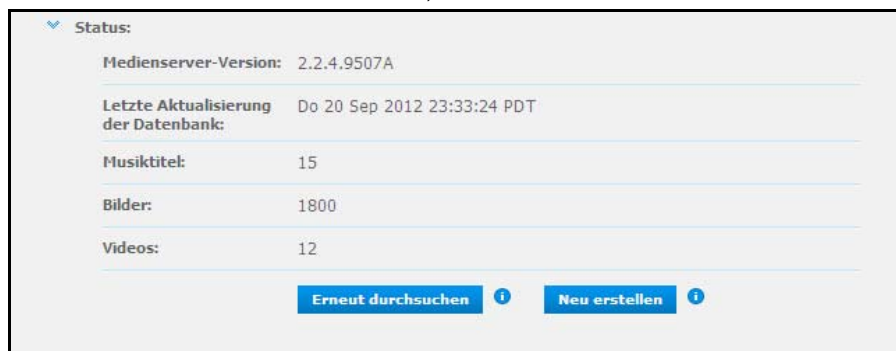 Status:
Medienserver-Version: 2.2.4.9507A
Letzte Aktualisierung der Datenbank: Do 20 Sep 2012 23:33:24 PDT
Musiktitel: 15
Bilder: 1800
Videos: 12
Erneut durchsuchen i Neu erstellen i